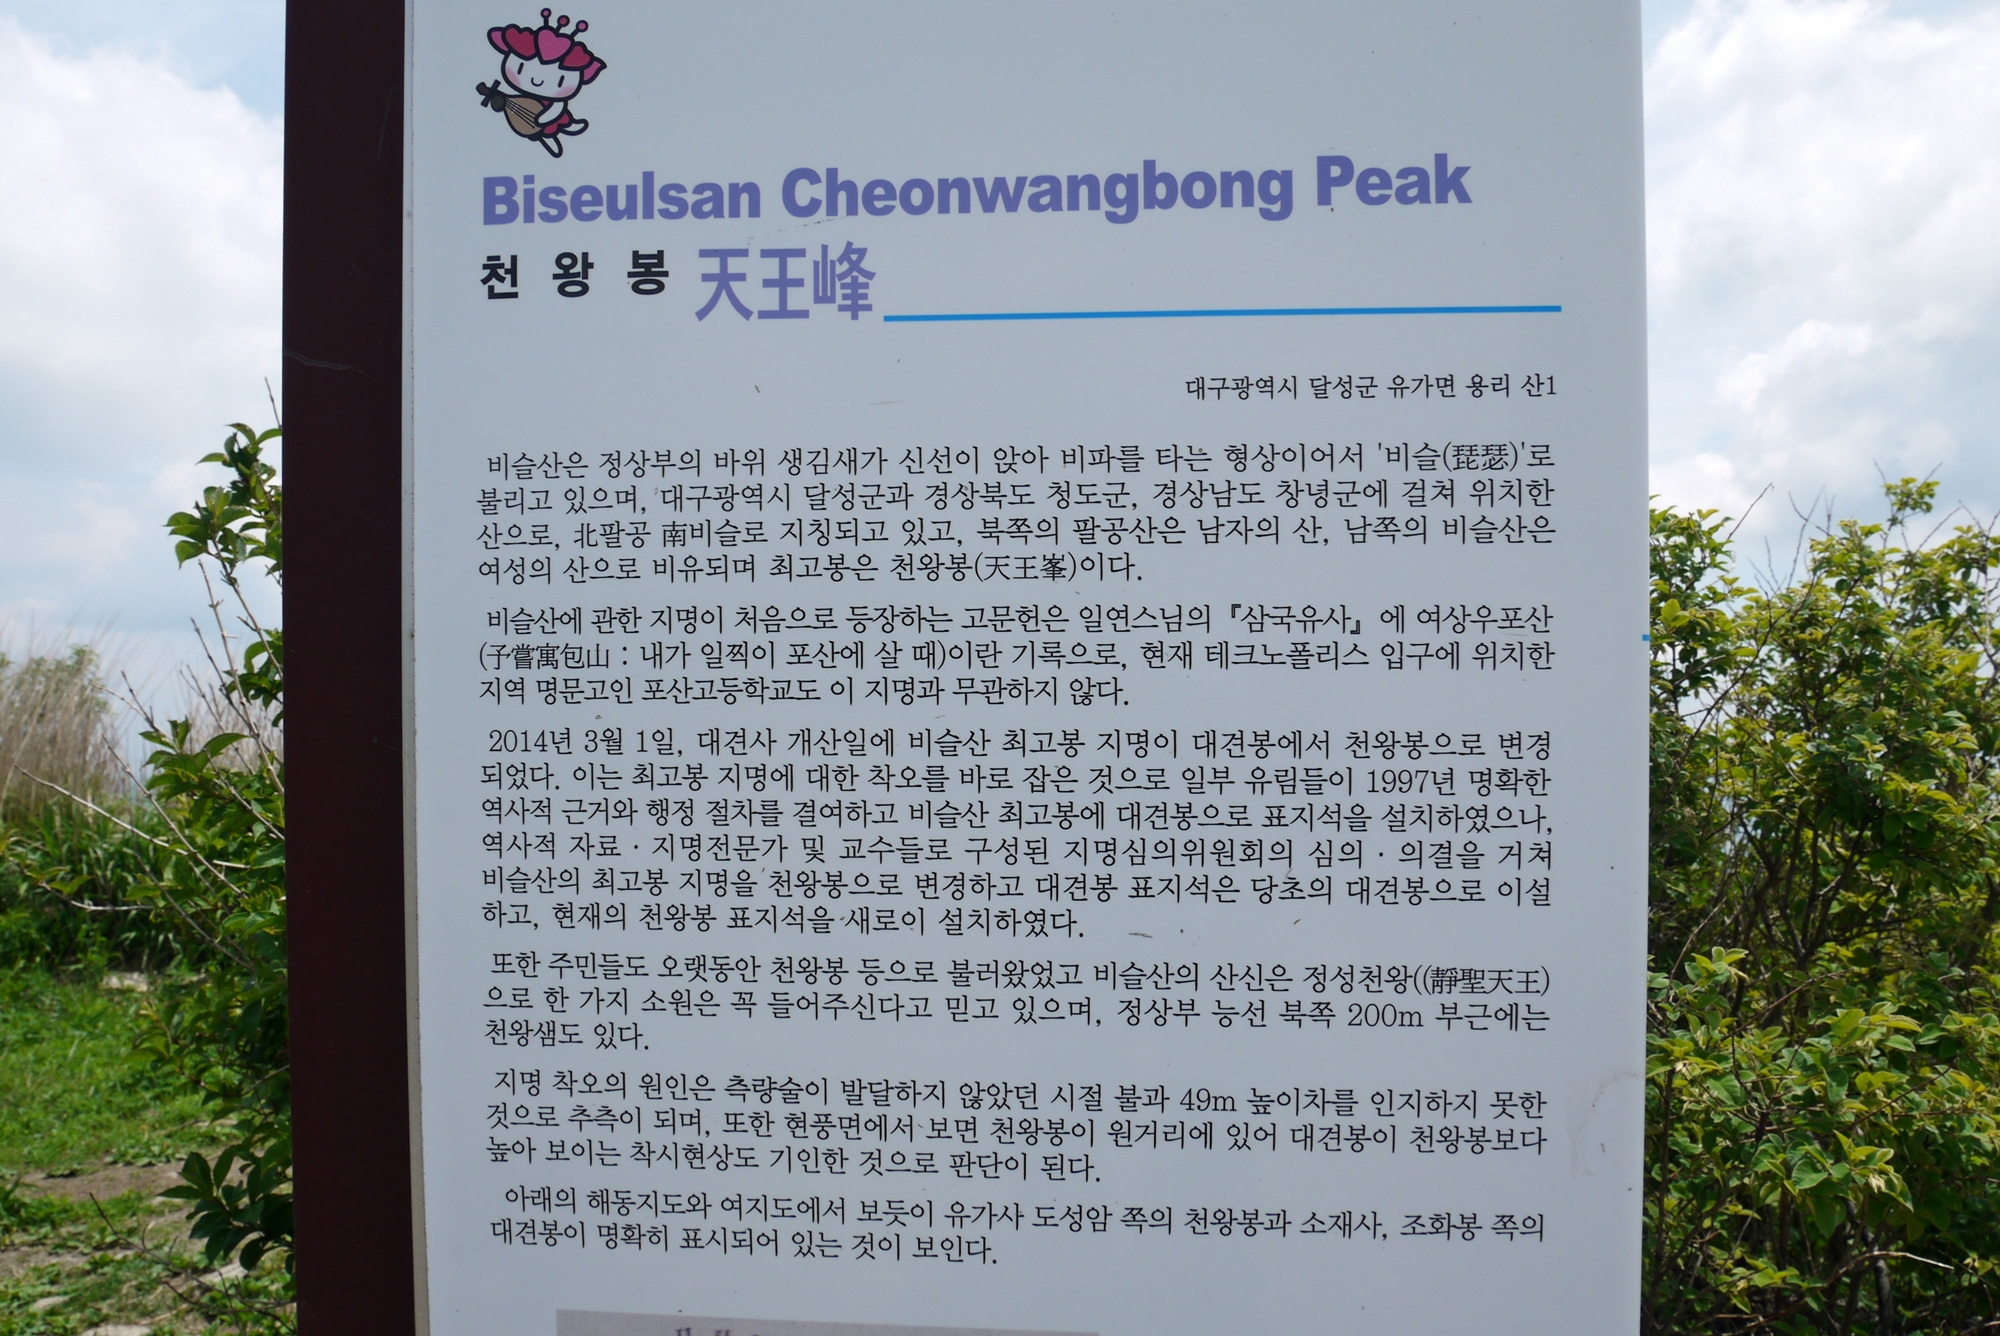 Biseulsan Cheonwangbong Peak
천 왕 봉 天王峰
대구광역시 달성군 유가면 용리 산1
비슬산은 정상부의 바위 생김새가 신선이 앉아 비파를 타는 형상이어서 '비슬(琵瑟)'로
불리고 있으며, 대구광역시 달성군과 경상북도 청도군, 경상남도 창녕군에 걸쳐 위치한
산으로, 北팔공 南비슬로 지칭되고 있고, 북쪽의 팔공산은 남자의 산, 남쪽의 비슬산은
여성의 산으로 비유되며 최고봉은 천왕봉(天王峯)이다.
비슬산에 관한 지명이 처음으로 등장하는 고문헌은 일연스님의 『삼국유사』에 여상우포산
(子嘗寓包山 : 내가 일찍이 포산에 살 때)이란 기록으로, 현재 테크노폴리스 입구에 위치한
지역 명문고인 포산고등학교도 이 지명과 무관하지 않다.
2014년 3월 1일, 대견사 개산일에 비슬산 최고봉 지명이 대견봉에서 천왕봉으로 변경
되었다. 이는 최고봉 지명에 대한 착오를 바로 잡은 것으로 일부 유림들이 1997년 명확한
역사적 근거와 행정 절차를 결여하고 비슬산 최고봉에 대견봉으로 표지석을 설치하였으나,
역사적 자료 · 지명전문가 및 교수들로 구성된 지명심의위원회의 심의 · 의결을 거쳐
비슬산의 최고봉 지명을 천왕봉으로 변경하고 대견봉 표지석은 당초의 대견봉으로 이설
하고, 현재의 천왕봉 표지석을 새로이 설치하였다.
또한 주민들도 오랫동안 천왕봉 등으로 불러왔었고 비슬산의 산신은 정성천왕((靜聖天王)
으로 한 가지 소원은 꼭 들어주신다고 믿고 있으며, 정상부 능선 북쪽 200m 부근에는
천왕샘도 있다.
지명 착오의 원인은 측량술이 발달하지 않았던 시절 불과 49m 높이차를 인지하지 못한
것으로 추측이 되며, 또한 현풍면에서 보면 천왕봉이 원거리에 있어 대견봉이 천왕봉보다
높아 보이는 착시현상도 기인한 것으로 판단이 된다.
아래의 해동지도와 여지도에서 보듯이 유가사 도성암 쪽의 천왕봉과 소재사, 조화봉 쪽의
대견봉이 명확히 표시되어 있는 것이 보인다.